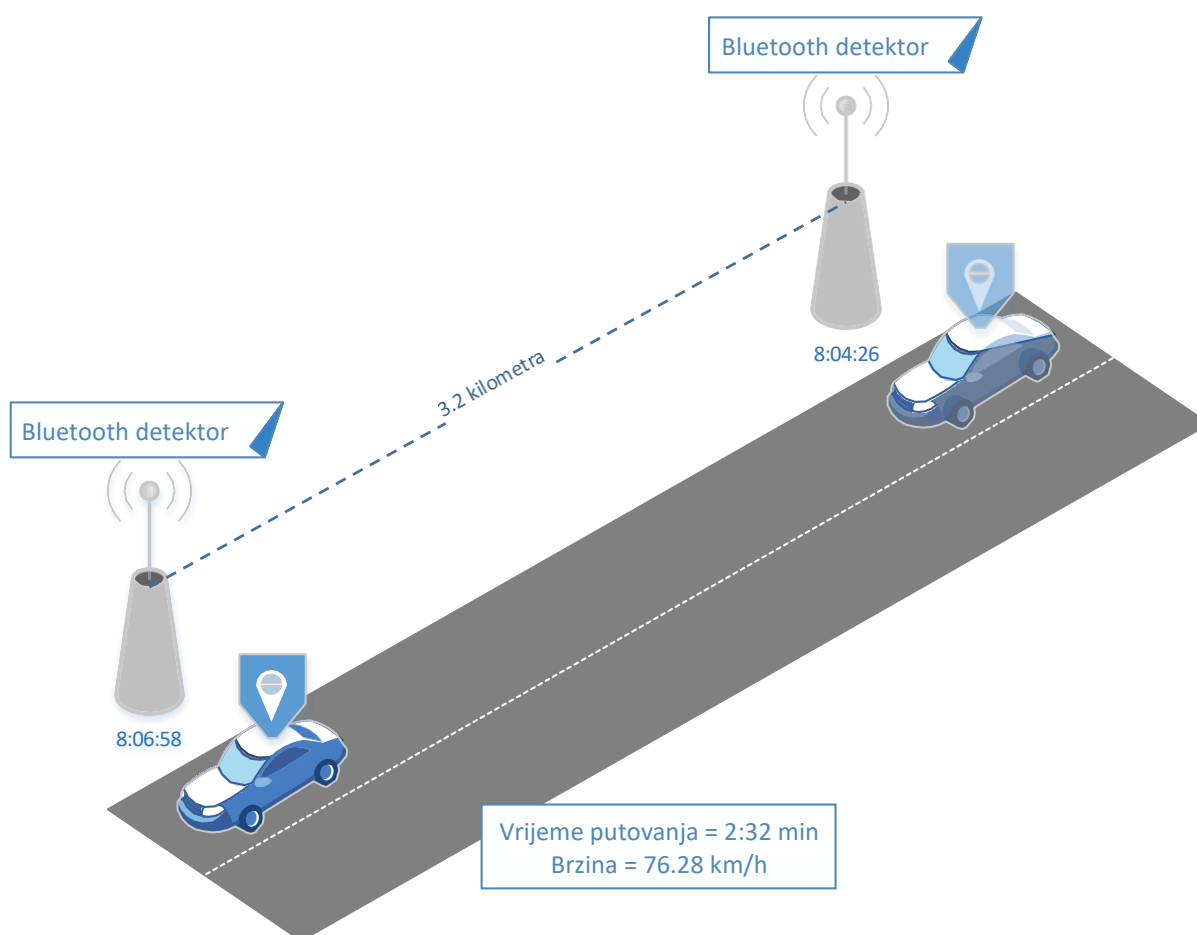 Bluetooth detektor
8:04:26
3.2 kilometra
Bluetooth detektor
8:06:58
Vrijeme putovanja = 2:32 min
Brzina = 76.28 km/h